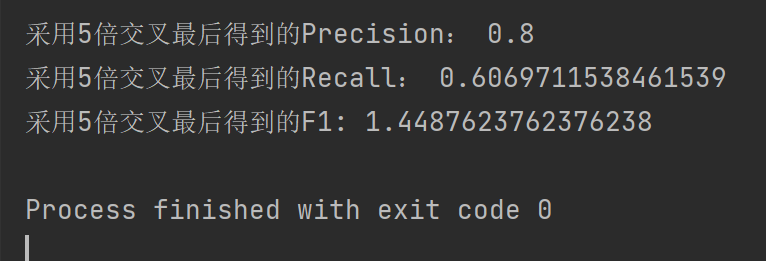 采用5倍交叉最后得到的Precision： 0.8
采用5倍交叉最后得到的Recall： 0.6069711538461539
采用5倍交叉最后得到的F1: 1.4487623762376238
Process finished with exit code 0